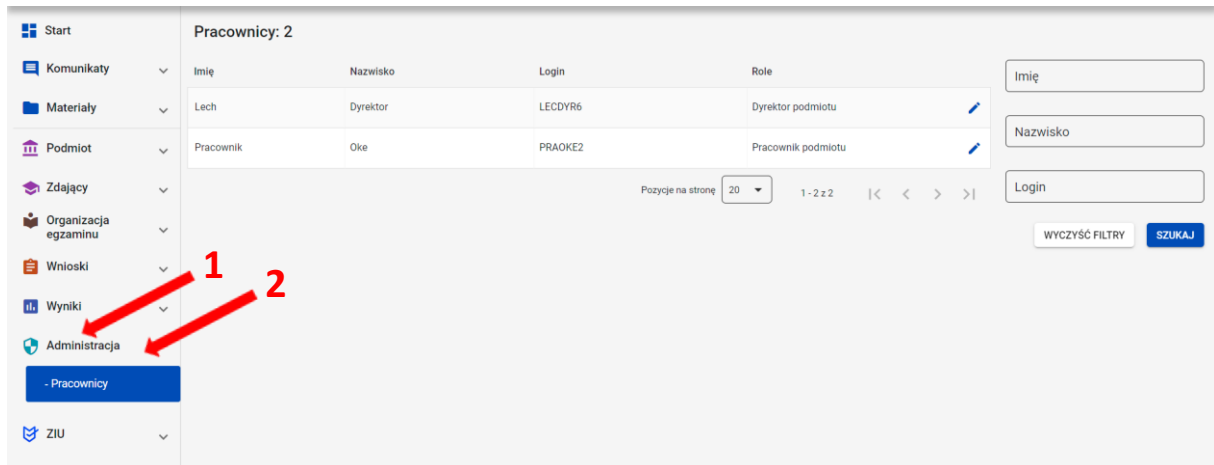 Start
Komunikaty
Materiały
Podmiot
Zdający
Organizacja
egzaminu
Wnioski
Wyniki
Administracja
- Pracownicy
ZIU
1
2
Pracownicy: 2
Imię Nazwisko Login Role
Lech Dyrektor LECDYR6 Dyrektor podmiotu
Pracownik Oke PRAOKE2 Pracownik podmiotu
Pozycje na stronę 20 1 - 2 z 2
Imię
Nazwisko
Login
WYCZYŚĆ FILTRY SZUKAJ